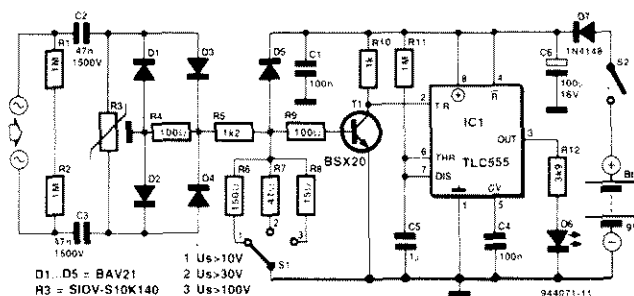 C2
47n
1500V
R1
1M
R2
1M
C3
47n
1500V
R3
D1
D3
D2
D4
R4
100Ω
R5
1k2
D5
C1
100n
R9
100Ω
R6
150Ω
R7
R8
15Ω
1
2
3
S1
T1
BSX20
R10
1k
R11
1M
C5
1µ
IC1
TLC555
8
4
R
2
TR
6
THR
7
DIS
OUT
3
1
CV
5
C4
100n
R12
3k9
D6
D7
1N4148
C6
100µ
16V
S2
D1...D5 = BAV21
R3 = SIOV-S10K140
1 Us>10V
2 Us>30V
3 Us>100V
944071-11